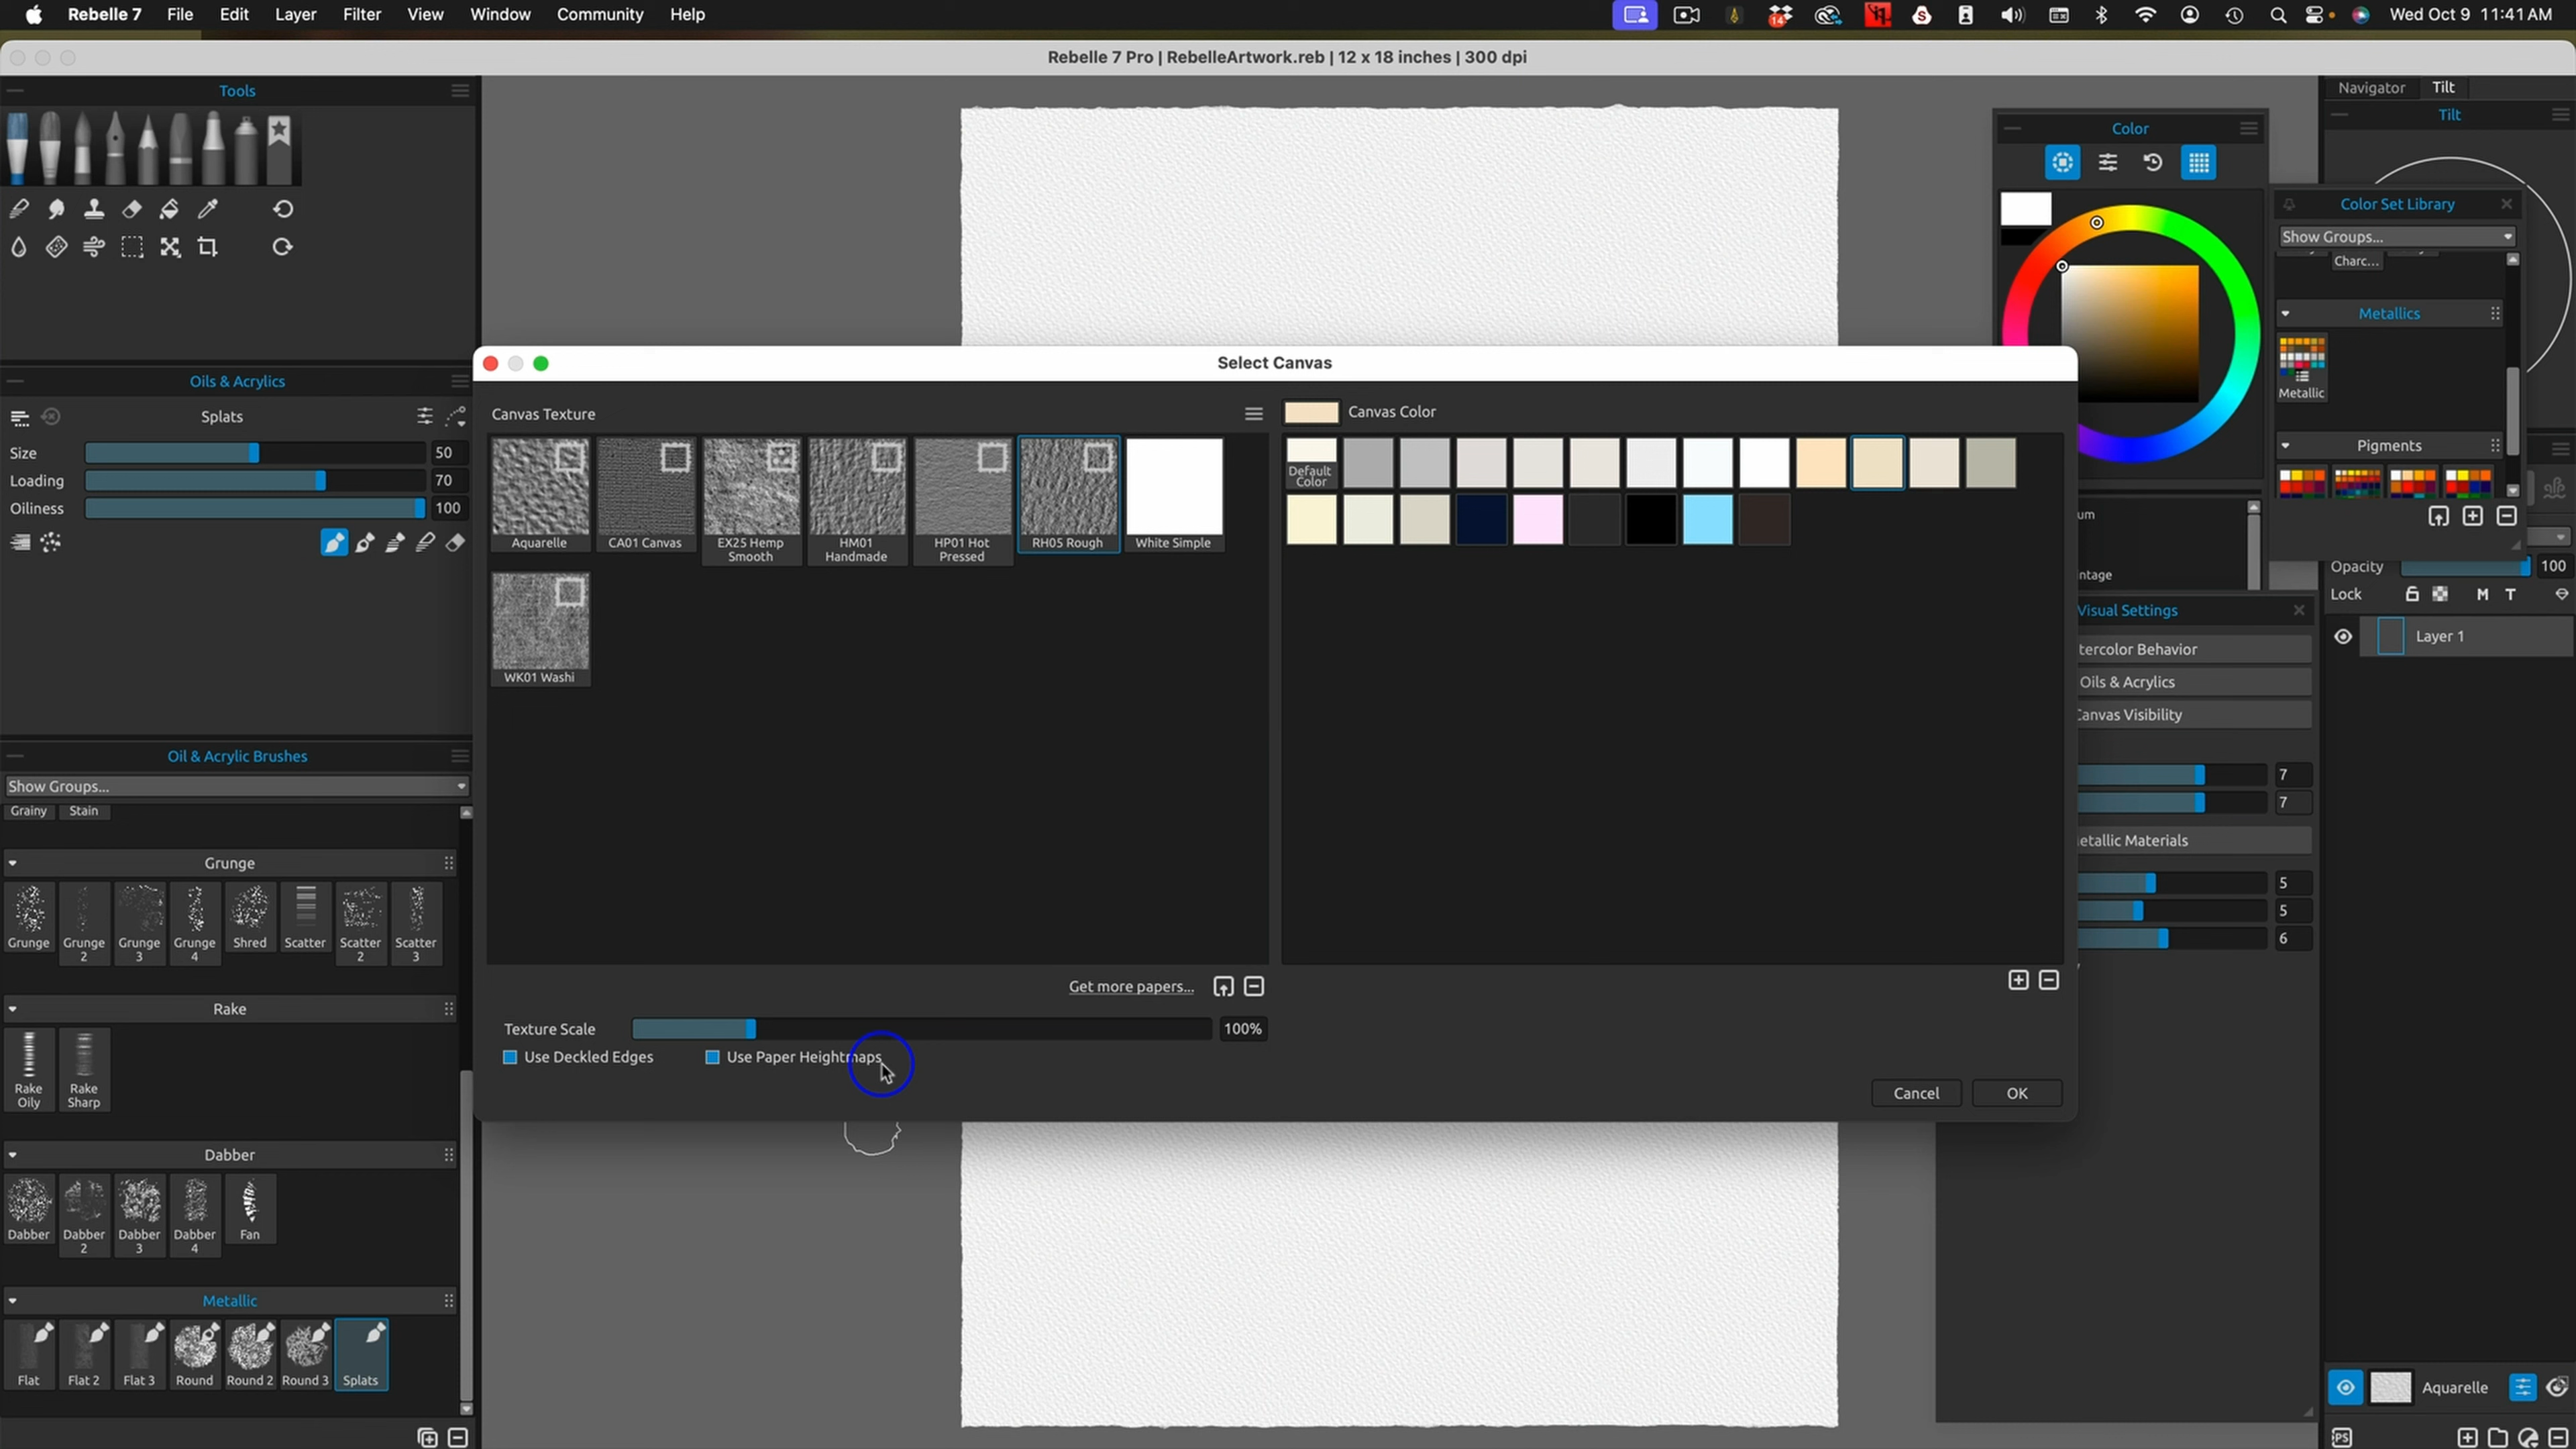 Rebelle 7 File Edit Layer Filter View Window Community Help
14
Wed Oct 9 11:41 AM
Rebelle 7 Pro | RebelleArtwork.reb | 12 x 18 inches | 300 dpi
Tools
Oils & Acrylics
Splats
Size 50
Loading 70
Oiliness 100
Oil & Acrylic Brushes
Show Groups...
Grainy Stain
Grunge
Grunge Grunge 2 Grunge 3 Grunge 4 Shred Scatter Scatter 2 Scatter 3
Rake
Rake Oily Rake Sharp
Dabber
Dabber Dabber 2 Dabber 3 Dabber 4 Fan
Metallic
Flat Flat 2 Flat 3 Round Round 2 Round 3 Splats
Select Canvas
Canvas Texture
Aquarelle CA01 Canvas EX25 Hemp Smooth HM01 Handmade HP01 Hot Pressed RH05 Rough White Simple
WK01 Washi
Get more papers...
Texture Scale 100%
Use Deckled Edges Use Paper Heightmaps
Canvas Color
Default Color
Cancel OK
Color
Navigator Tilt
Tilt
Color Set Library
Show Groups...
Charc...
Metallics
Metallic
Pigments
um
ntage
Visual Settings
tercolor Behavior
Oils & Acrylics
Canvas Visibility
7
7
etallic Materials
5
5
6
Opacity 100
Lock M T
Layer 1
Aquarelle
PS